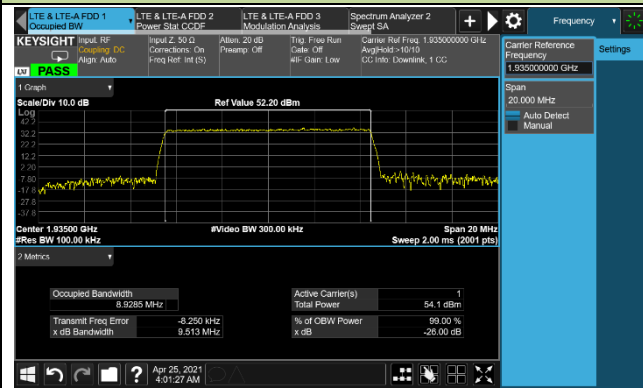 LTE & LTE-A FDD 1 LTE & LTE-A FDD 2 LTE & LTE-A FDD 3 Spectrum Analyzer 2
Occupied BW Power Stat CCDF Modulation Analysis Swept SA
Frequency
KEYSIGHT Input: RF Input Z: 50 Ω Atten: 20 dB Trig: Free Run Carrier Ref Freq: 1.935000000 GHz
Coupling: DC Corrections: On Preamp: Off Gate: Off Avg|Hold:>10/10
Align: Auto Freq Ref: Int (S) #IF Gain: Low CC Info: Downlink, 1 CC
LXI PASS
Carrier Reference
Frequency
1.935000000 GHz
Settings
Span
20.000 MHz
Auto Detect
Manual
1 Graph
Scale/Div 10.0 dB Ref Value 52.20 dBm
Log
42.2
32.2
22.2
12.2
2.20
-7.80
-17.8
-27.8
-37.8
Center 1.93500 GHz #Video BW 300.00 kHz Span 20 MHz
#Res BW 100.00 kHz Sweep 2.00 ms (2001 pts)
2 Metrics
Occupied Bandwidth Active Carrier(s) 1
8.9285 MHz Total Power 54.1 dBm
Transmit Freq Error -8.250 kHz % of OBW Power 99.00 %
x dB Bandwidth 9.513 MHz x dB -26.00 dB
? Apr 25, 2021
4:01:27 AM